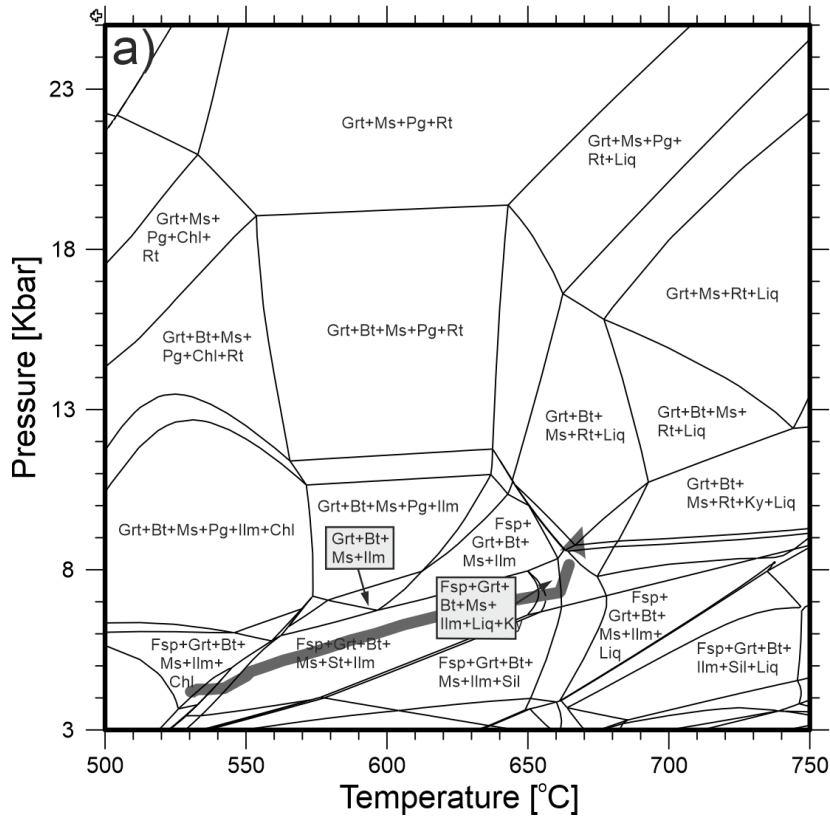 a)
23
18
13
8
3
Pressure [Kbar]
500
550
600
650
700
750
Temperature [°C]
Grt+Ms+Pg+Rt
Grt+Ms+Pg+
Rt+Liq
Grt+Ms+
Pg+Chl+
Rt
Grt+Ms+Rt+Liq
Grt+Bt+Ms+
Pg+Chl+Rt
Grt+Bt+Ms+Pg+Rt
Grt+Bt+
Ms+Rt+Liq
Grt+Bt+Ms+
Rt+Liq
Grt+Bt+
Ms+Rt+Ky+Liq
Grt+Bt+Ms+Pg+Ilm+Chl
Grt+Bt+Ms+Pg+Ilm
Grt+Bt+
Ms+Ilm
Fsp+
Grt+Bt+
Ms+Ilm
Fsp+Grt+
Bt+Ms+
Ilm+Liq+Ky
Fsp+Grt+Bt+
Ms+Ilm+
Chl
Fsp+Grt+Bt+
Ms+St+Ilm
Fsp+Grt+Bt+
Ms+Ilm+Sil
Fsp+
Grt+Bt+
Ms+Ilm+
Liq
Fsp+Grt+Bt+
Ilm+Sil+Liq